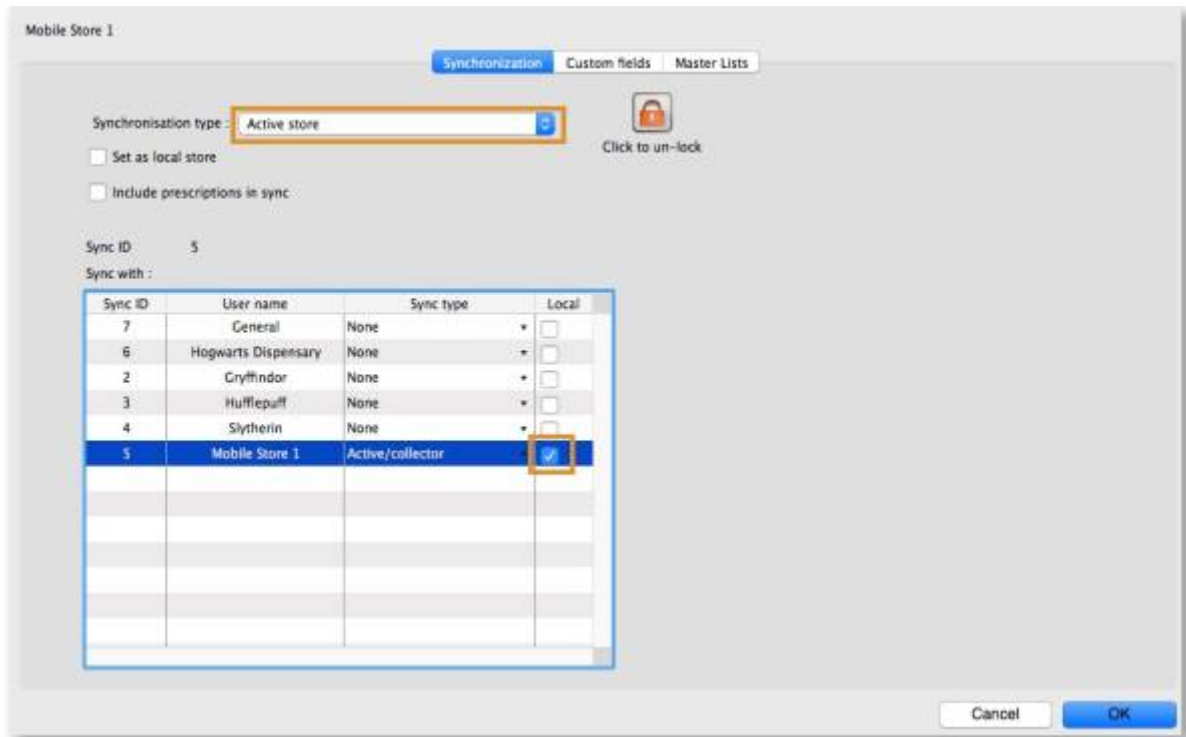 Mobile Store 1
Synchronization Custom fields Master Lists
Synchronisation type : Active store
Click to un-lock
Set as local store
Include prescriptions in sync
Sync ID 5
Sync with :
Sync ID User name Sync type Local
7 General None
6 Hogwarts Dispensary None
2 Gryffindor None
3 Hufflepuff None
4 Slytherin None
5 Mobile Store 1 Active/collector
Cancel OK